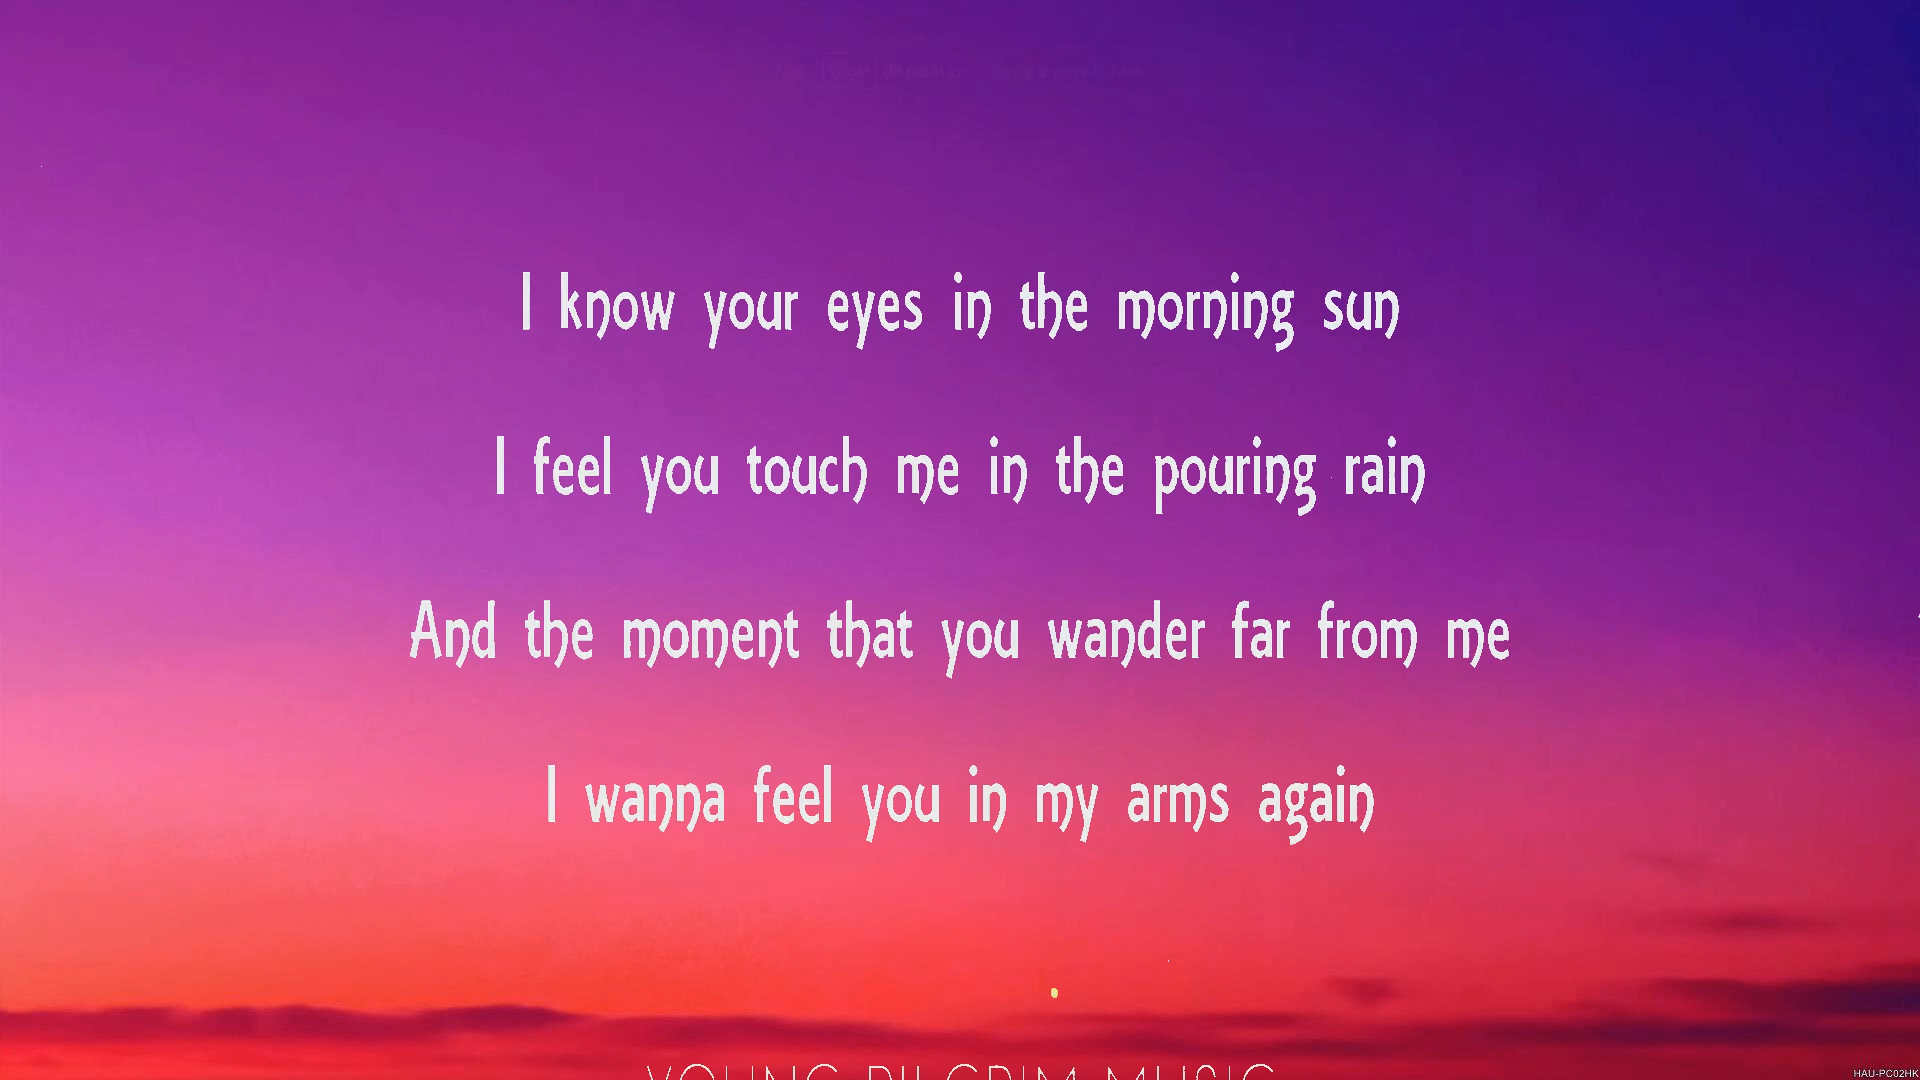 I know your eyes in the morning sun
I feel you touch me in the pouring rain
And the moment that you wander far from me
I wanna feel you in my arms again
YOUNG PILGRIM MUSIC
HAU-PC02HK